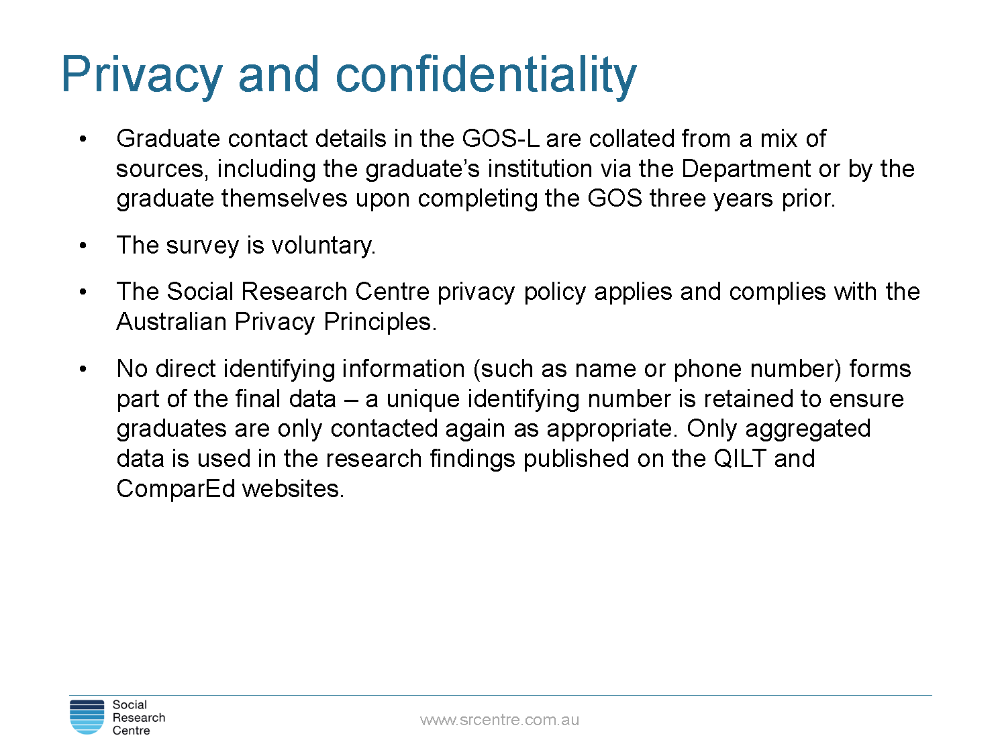 Privacy and confidentiality
• Graduate contact details in the GOS-L are collated from a mix of
sources, including the graduate’s institution via the Department or by the
graduate themselves upon completing the GOS three years prior.
• The survey is voluntary.
• The Social Research Centre privacy policy applies and complies with the
Australian Privacy Principles.
• No direct identifying information (such as name or phone number) forms
part of the final data – a unique identifying number is retained to ensure
graduates are only contacted again as appropriate. Only aggregated
data is used in the research findings published on the QILT and
ComparEd websites.
Social
Research
Centre
www.srcentre.com.au